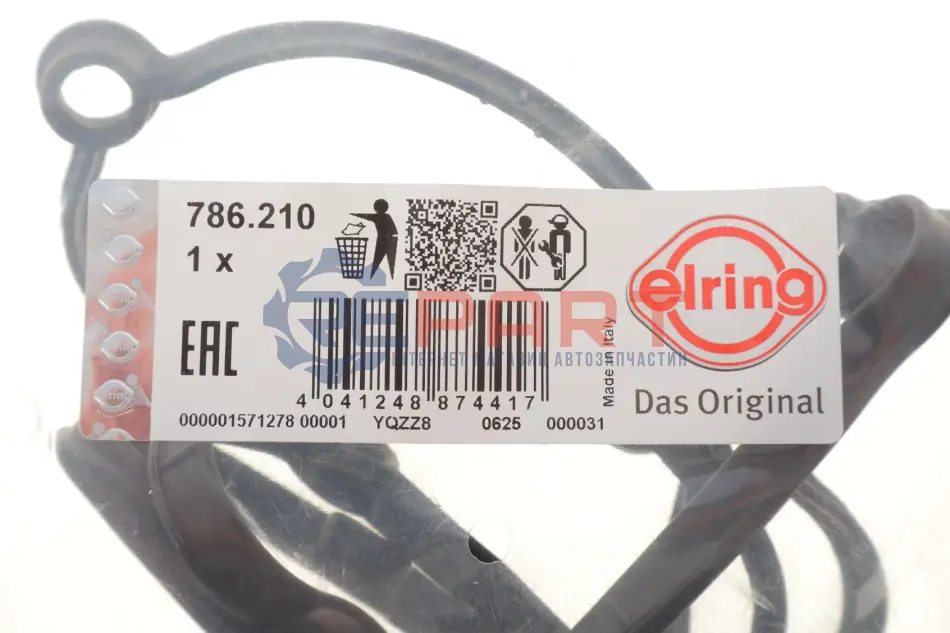 786.210
1 x
elring
REPART
ІНТЕРНЕТ МАГАЗИН АВТОЗАПЧАСТИН
EAC
Made in Italy
4 041248 874417
Das Original
000001571278 00001 YQZZ8 0625 000031